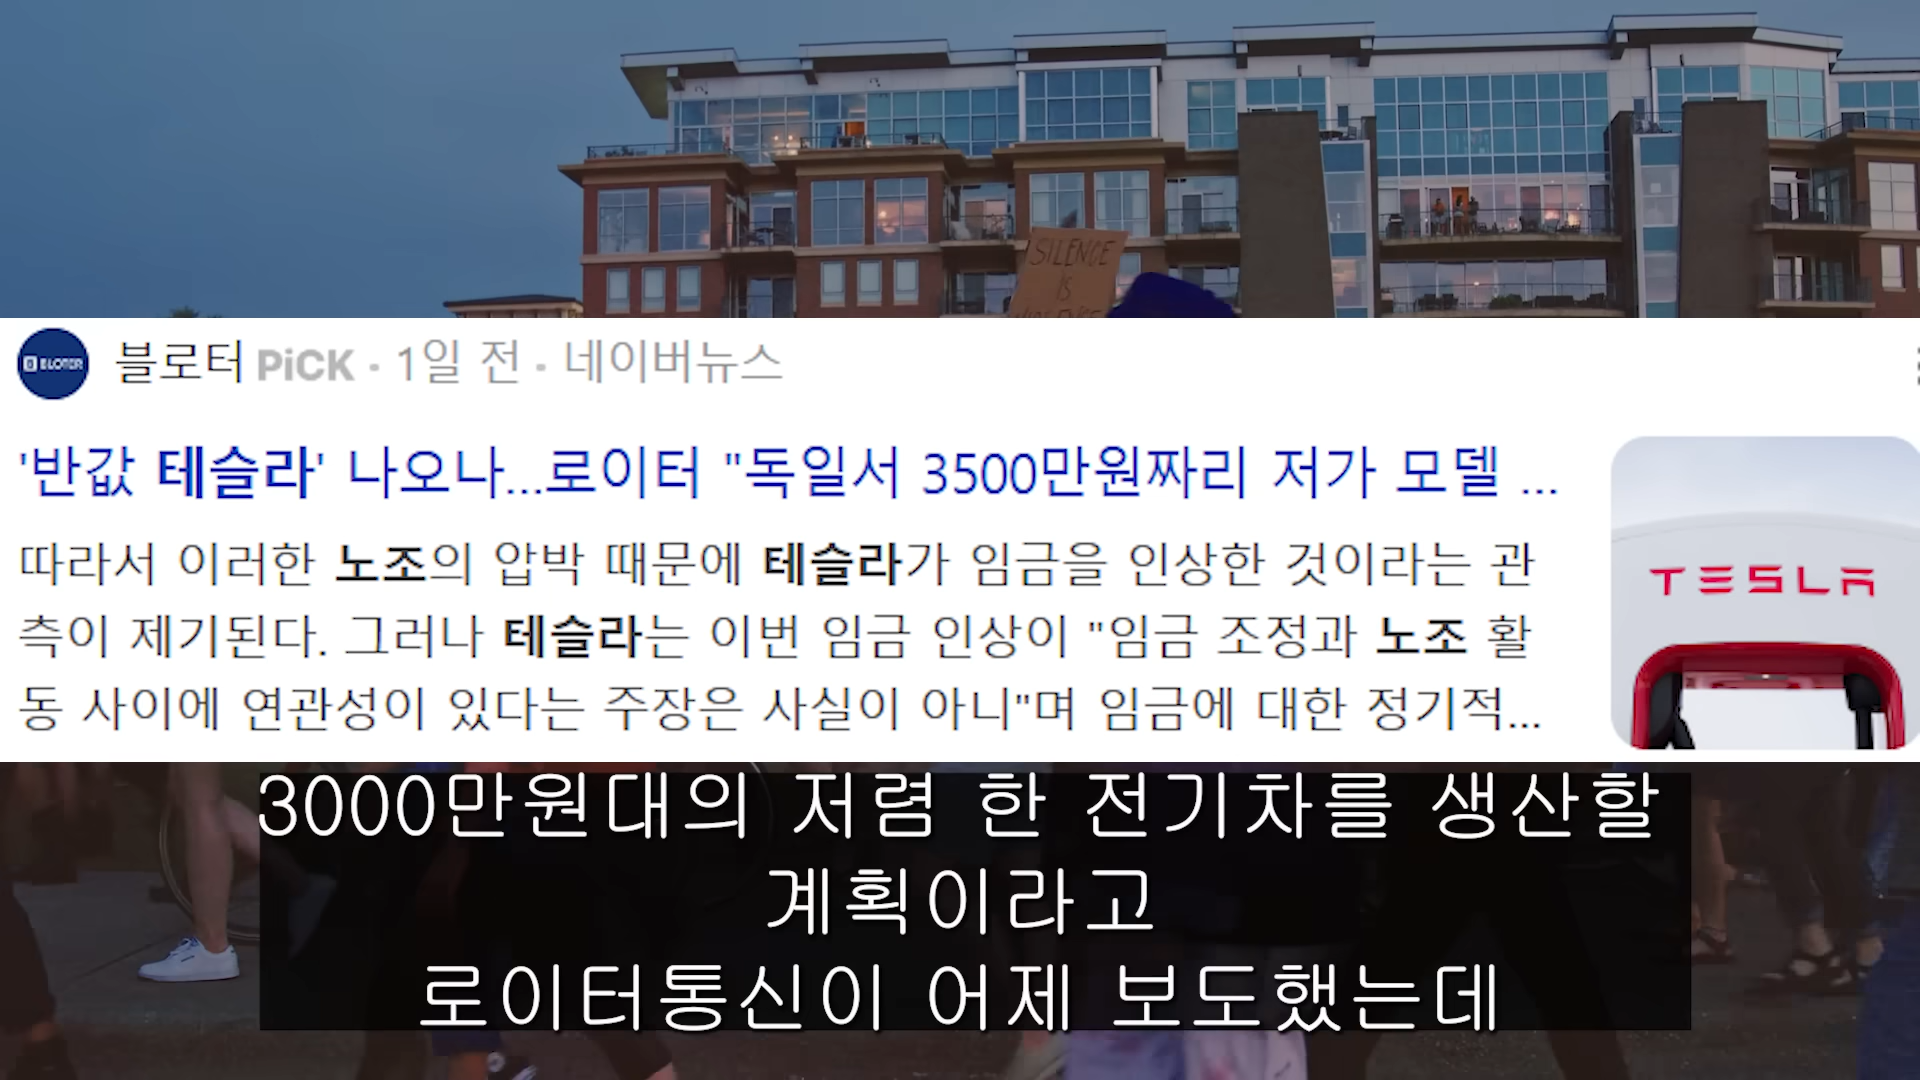 SILENCE
IS
VIOLENCE
BLOTER
블로터 PiCK · 1일 전 · 네이버뉴스
'반값 테슬라' 나오나...로이터 "독일서 3500만원짜리 저가 모델 ...
따라서 이러한 노조의 압박 때문에 테슬라가 임금을 인상한 것이라는 관
측이 제기된다. 그러나 테슬라는 이번 임금 인상이 "임금 조정과 노조 활
동 사이에 연관성이 있다는 주장은 사실이 아니"며 임금에 대한 정기적...
TESLA
3000만원대의 저렴 한 전기차를 생산할
계획이라고
로이터통신이 어제 보도했는데